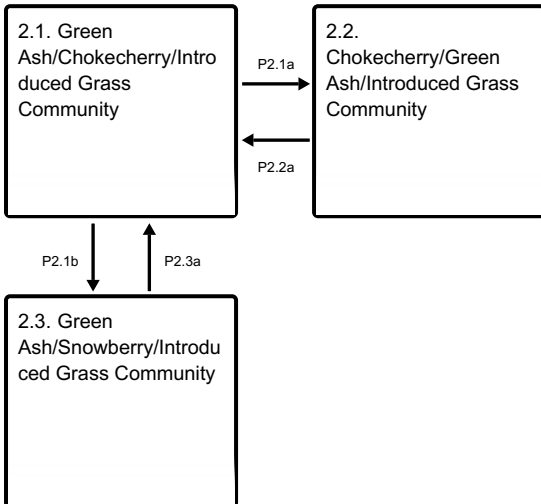 2.1. Green
Ash/Chokecherry/Intro
duced Grass
Community
P2.1a
2.2.
Chokecherry/Green
Ash/Introduced Grass
Community
P2.2a
P2.1b
P2.3a
2.3. Green
Ash/Snowberry/Introdu
ced Grass Community